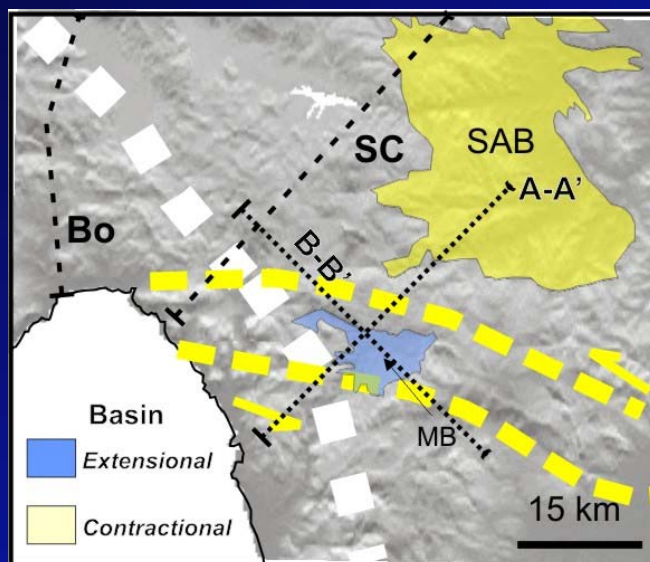 SC
SAB
A-A'
Bo
B-B'
MB
Basin
Extensional
Contractional
15 km